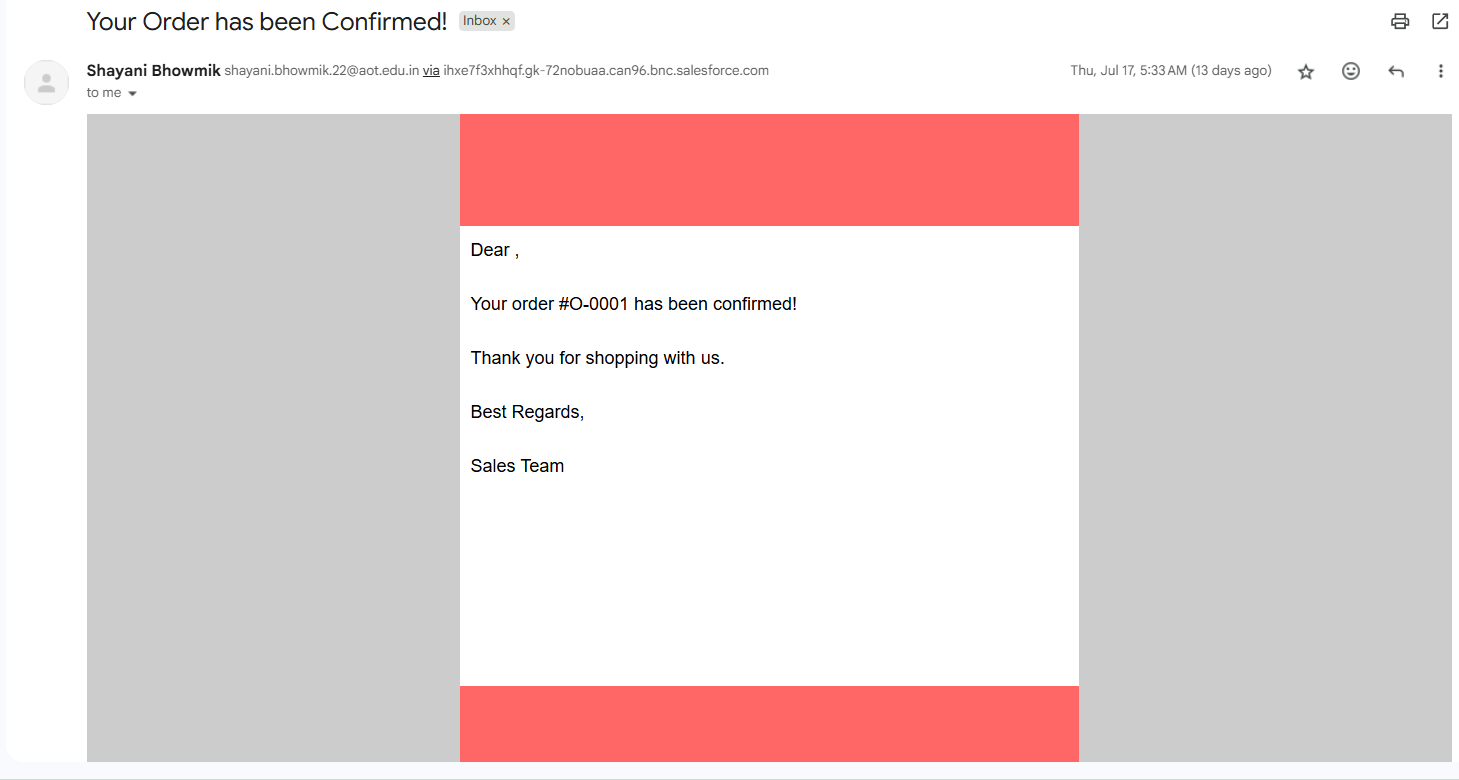 Your Order has been Confirmed! Inbox ×
Shayani Bhowmik shayani.bhowmik.22@aot.edu.in via ihxe7f3xhhqf.gk-72nobuaa.can96.bnc.salesforce.com Thu, Jul 17, 5:33 AM (13 days ago)
to me
Dear ,
Your order #O-0001 has been confirmed!
Thank you for shopping with us.
Best Regards,
Sales Team